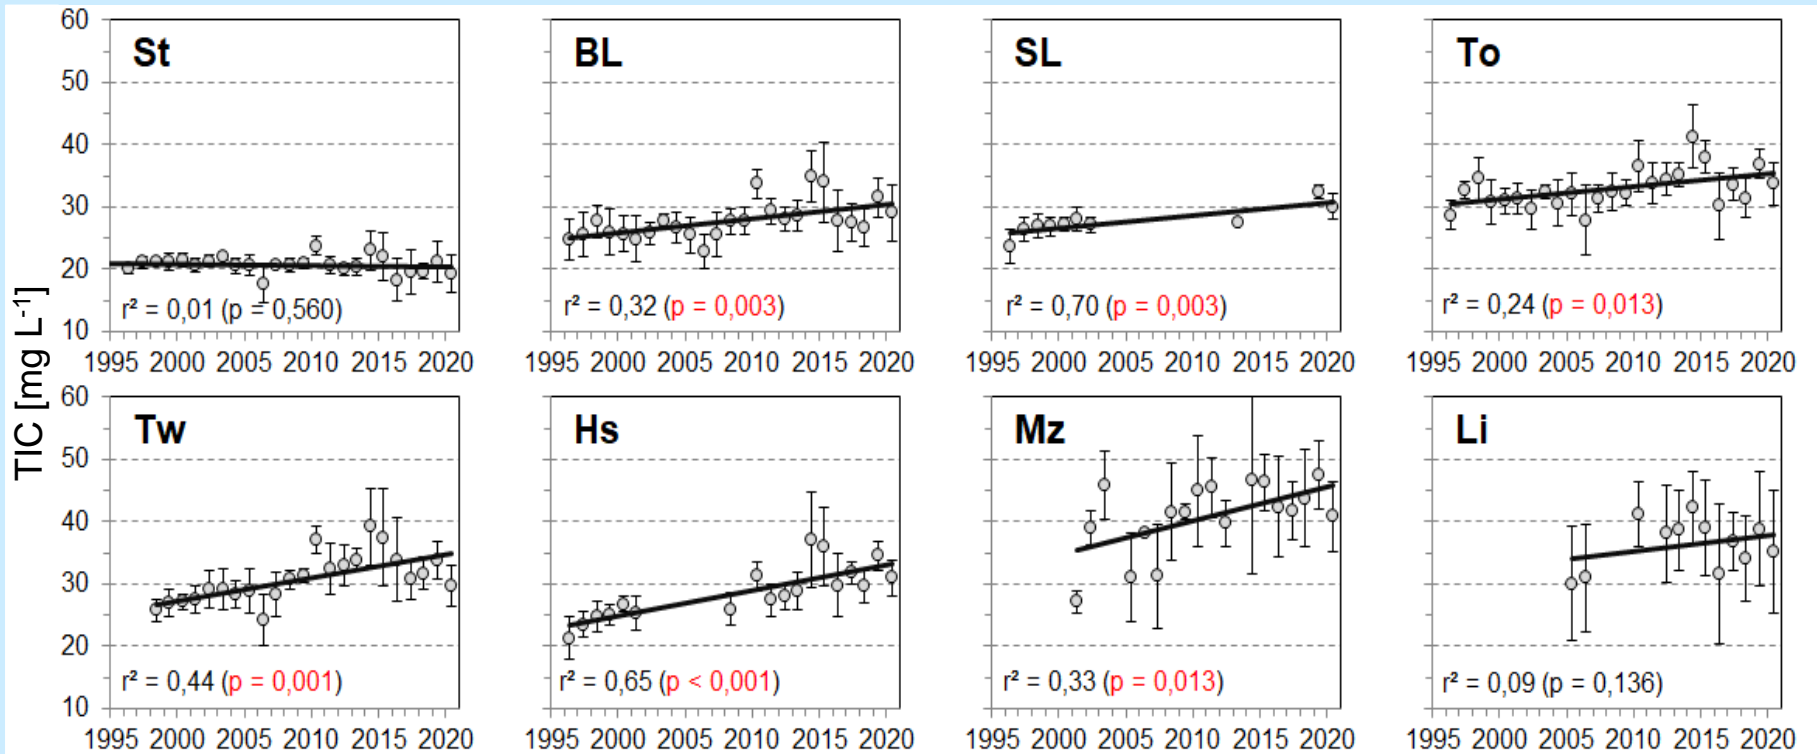 TIC [mg L⁻¹]
St
BL
SL
To
60
50
40
30
20
10
r² = 0,01 (p = 0,560)
r² = 0,32 (p = 0,003)
r² = 0,70 (p = 0,003)
r² = 0,24 (p = 0,013)
1995 2000 2005 2010 2015 2020
1995 2000 2005 2010 2015 2020
1995 2000 2005 2010 2015 2020
1995 2000 2005 2010 2015 2020
Tw
Hs
Mz
Li
60
50
40
30
20
10
r² = 0,44 (p = 0,001)
r² = 0,65 (p < 0,001)
r² = 0,33 (p = 0,013)
r² = 0,09 (p = 0,136)
1995 2000 2005 2010 2015 2020
1995 2000 2005 2010 2015 2020
1995 2000 2005 2010 2015 2020
1995 2000 2005 2010 2015 2020